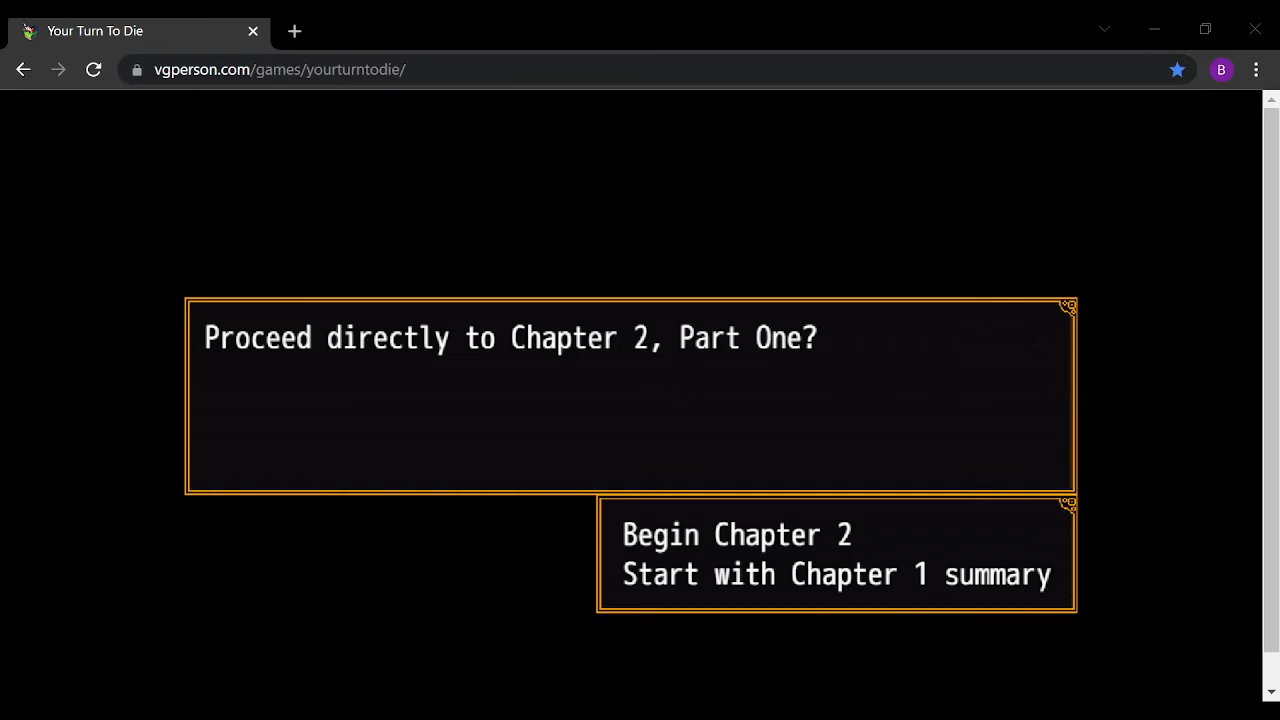 Your Turn To Die
vgperson.com/games/yourturntodie/
B
Proceed directly to Chapter 2, Part One?
Begin Chapter 2
Start with Chapter 1 summary